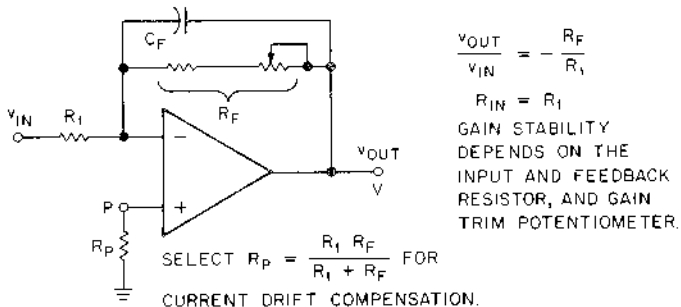 C_F
R_F
V_IN
R_1
−
+
P
R_P
V_OUT
V
V_OUT / V_IN = − R_F / R_1
R_IN = R_1
GAIN STABILITY
DEPENDS ON THE
INPUT AND FEEDBACK
RESISTOR, AND GAIN
TRIM POTENTIOMETER.
SELECT R_P = R_1 R_F / R_1 + R_F FOR
CURRENT DRIFT COMPENSATION.